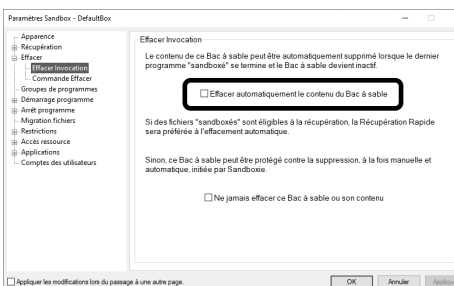 Paramètres Sandbox - DefaultBox
Apparence
Récupération
Effacer
Effacer Invocation
Commande Effacer
Groupes de programmes
Démarrage programme
Arrêt programme
Migration fichiers
Restrictions
Accès ressource
Applications
Comptes des utilisateurs
Effacer Invocation
Le contenu de ce Bac à sable peut être automatiquement supprimé lorsque le dernier
programme "sandboxé" se termine et le Bac à sable devient inactif.
Effacer automatiquement le contenu du Bac à sable
Si des fichiers "sandboxés" sont éligibles à la récupération, la Récupération Rapide
sera préférée à l'effacement automatique.
Sinon, ce Bac à sable peut être protégé contre la suppression, à la fois manuelle et
automatique, initiée par Sandboxie.
Ne jamais effacer ce Bac à sable ou son contenu
Appliquer les modifications lors du passage à une autre page.
OK
Annuler
Applique